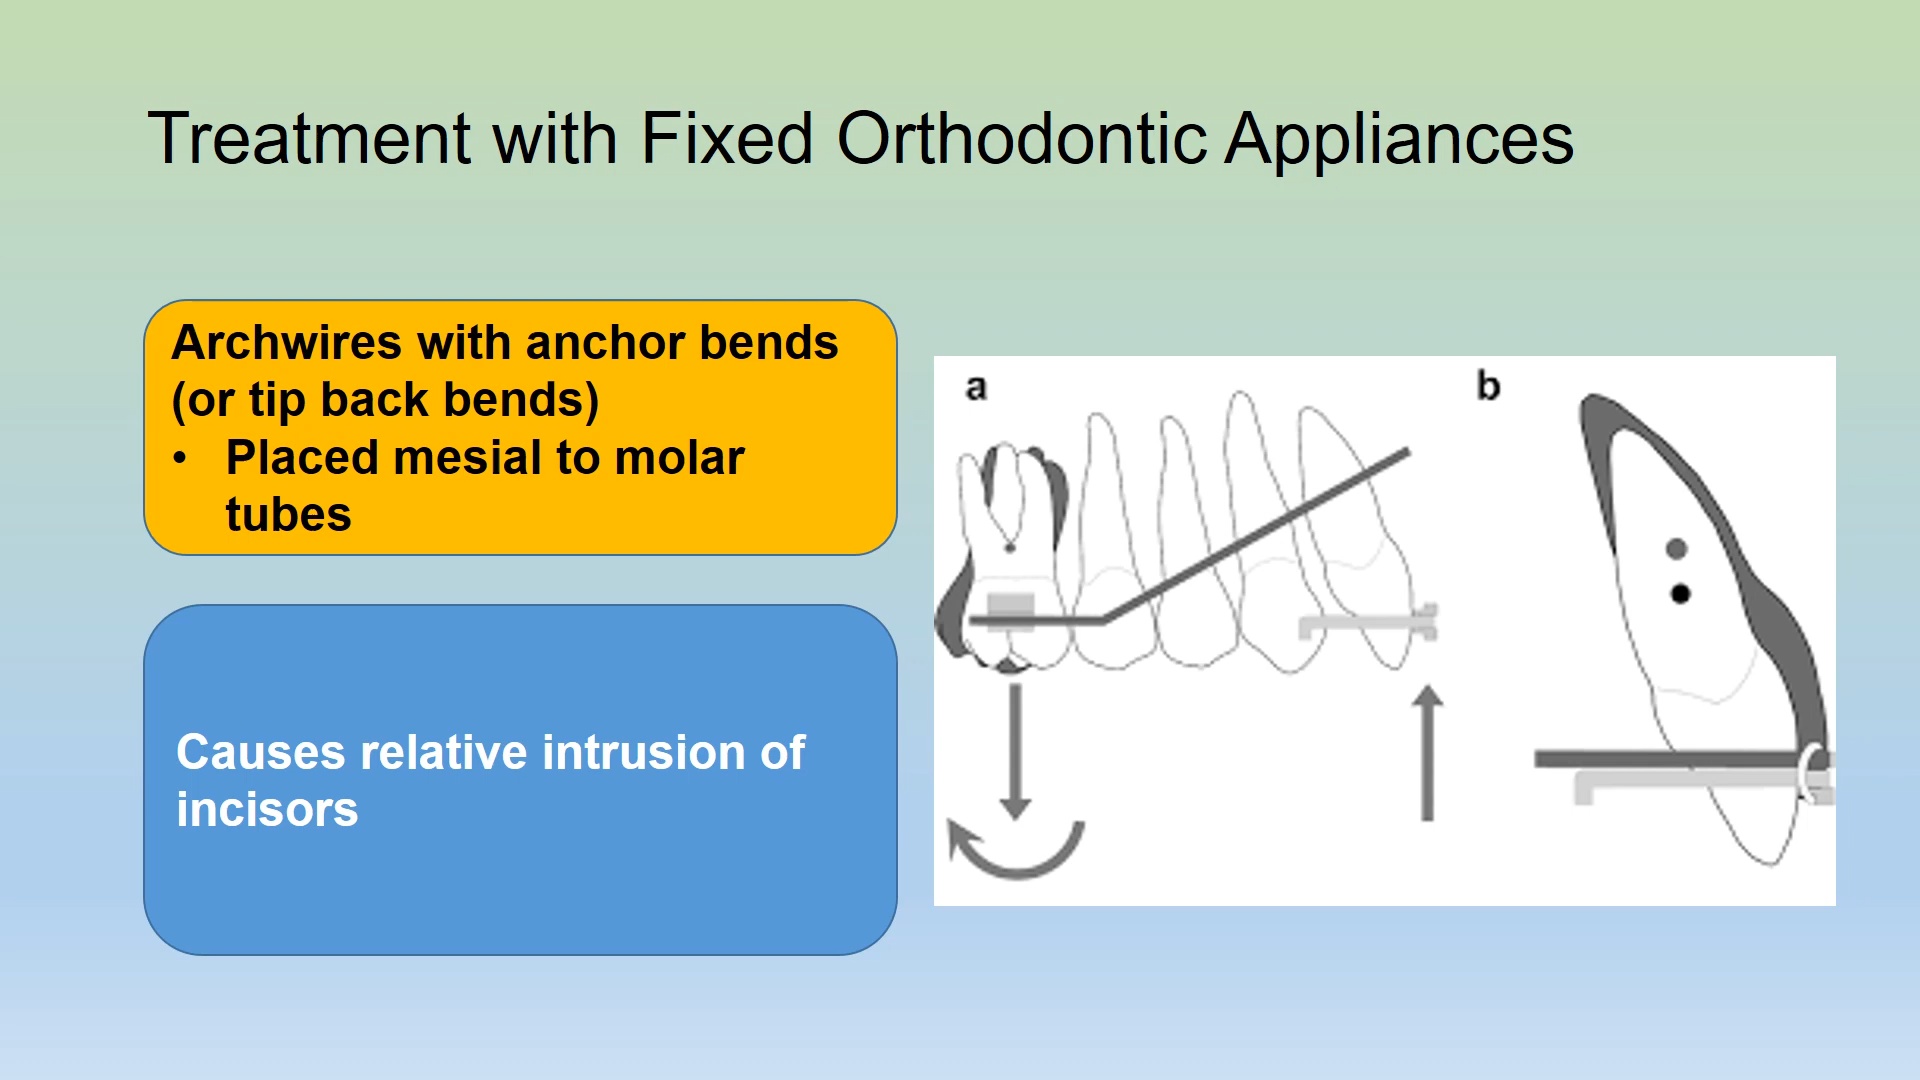 Treatment with Fixed Orthodontic Appliances
Archwires with anchor bends
(or tip back bends)
• Placed mesial to molar
tubes
Causes relative intrusion of
incisors
a
b